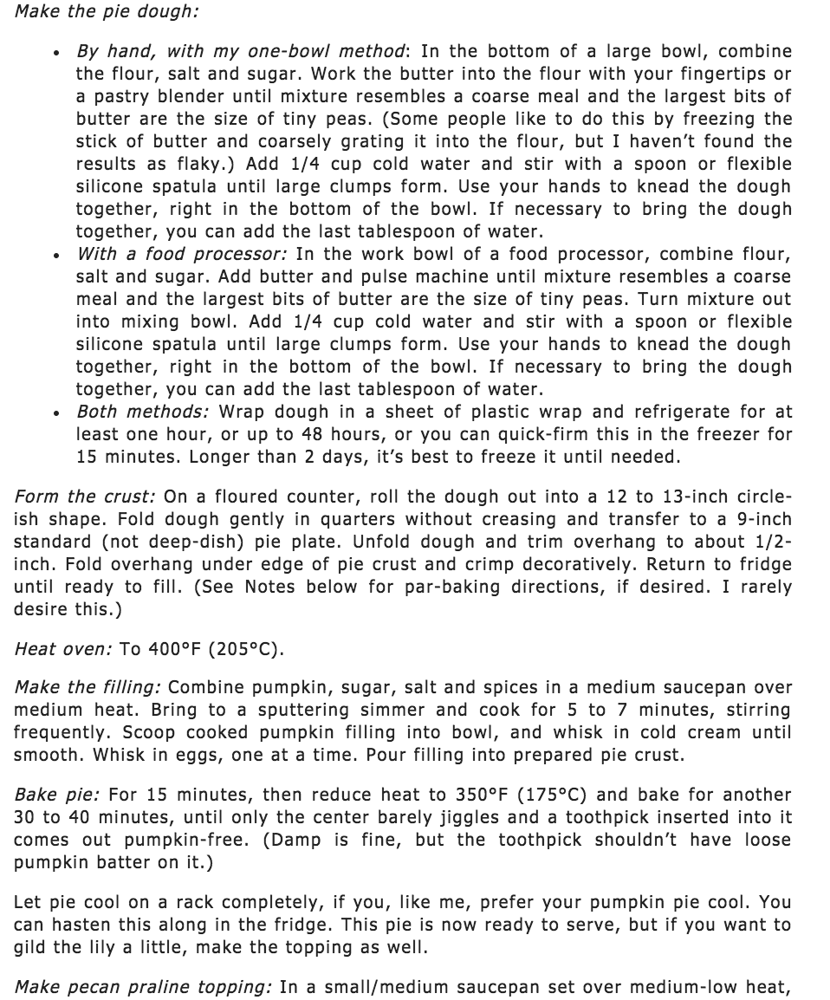 Make the pie dough:
• By hand, with my one-bowl method: In the bottom of a large bowl, combine
the flour, salt and sugar. Work the butter into the flour with your fingertips or
a pastry blender until mixture resembles a coarse meal and the largest bits of
butter are the size of tiny peas. (Some people like to do this by freezing the
stick of butter and coarsely grating it into the flour, but I haven’t found the
results as flaky.) Add 1/4 cup cold water and stir with a spoon or flexible
silicone spatula until large clumps form. Use your hands to knead the dough
together, right in the bottom of the bowl. If necessary to bring the dough
together, you can add the last tablespoon of water.
• With a food processor: In the work bowl of a food processor, combine flour,
salt and sugar. Add butter and pulse machine until mixture resembles a coarse
meal and the largest bits of butter are the size of tiny peas. Turn mixture out
into mixing bowl. Add 1/4 cup cold water and stir with a spoon or flexible
silicone spatula until large clumps form. Use your hands to knead the dough
together, right in the bottom of the bowl. If necessary to bring the dough
together, you can add the last tablespoon of water.
• Both methods: Wrap dough in a sheet of plastic wrap and refrigerate for at
least one hour, or up to 48 hours, or you can quick-firm this in the freezer for
15 minutes. Longer than 2 days, it’s best to freeze it until needed.
Form the crust: On a floured counter, roll the dough out into a 12 to 13-inch circle-
ish shape. Fold dough gently in quarters without creasing and transfer to a 9-inch
standard (not deep-dish) pie plate. Unfold dough and trim overhang to about 1/2-
inch. Fold overhang under edge of pie crust and crimp decoratively. Return to fridge
until ready to fill. (See Notes below for par-baking directions, if desired. I rarely
desire this.)
Heat oven: To 400°F (205°C).
Make the filling: Combine pumpkin, sugar, salt and spices in a medium saucepan over
medium heat. Bring to a sputtering simmer and cook for 5 to 7 minutes, stirring
frequently. Scoop cooked pumpkin filling into bowl, and whisk in cold cream until
smooth. Whisk in eggs, one at a time. Pour filling into prepared pie crust.
Bake pie: For 15 minutes, then reduce heat to 350°F (175°C) and bake for another
30 to 40 minutes, until only the center barely jiggles and a toothpick inserted into it
comes out pumpkin-free. (Damp is fine, but the toothpick shouldn’t have loose
pumpkin batter on it.)
Let pie cool on a rack completely, if you, like me, prefer your pumpkin pie cool. You
can hasten this along in the fridge. This pie is now ready to serve, but if you want to
gild the lily a little, make the topping as well.
Make pecan praline topping: In a small/medium saucepan set over medium-low heat,